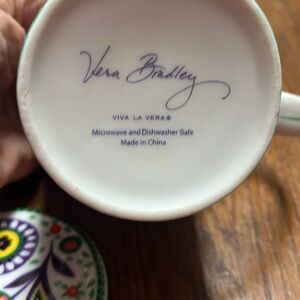 Vera Bradley
VIVA LA VERA®
Microwave and Dishwasher Safe
Made in China